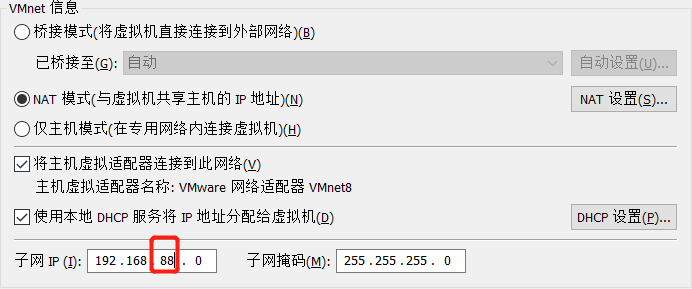 VMnet 信息
桥接模式(将虚拟机直接连接到外部网络)(B)
已桥接至(G): 自动 自动设置(U)...
NAT 模式(与虚拟机共享主机的 IP 地址)(N) NAT 设置(S)...
仅主机模式(在专用网络内连接虚拟机)(H)
将主机虚拟适配器连接到此网络(V)
主机虚拟适配器名称: VMware 网络适配器 VMnet8
使用本地 DHCP 服务将 IP 地址分配给虚拟机(D) DHCP 设置(P)...
子网 IP (I): 192.168.88.0 子网掩码(M): 255.255.255.0